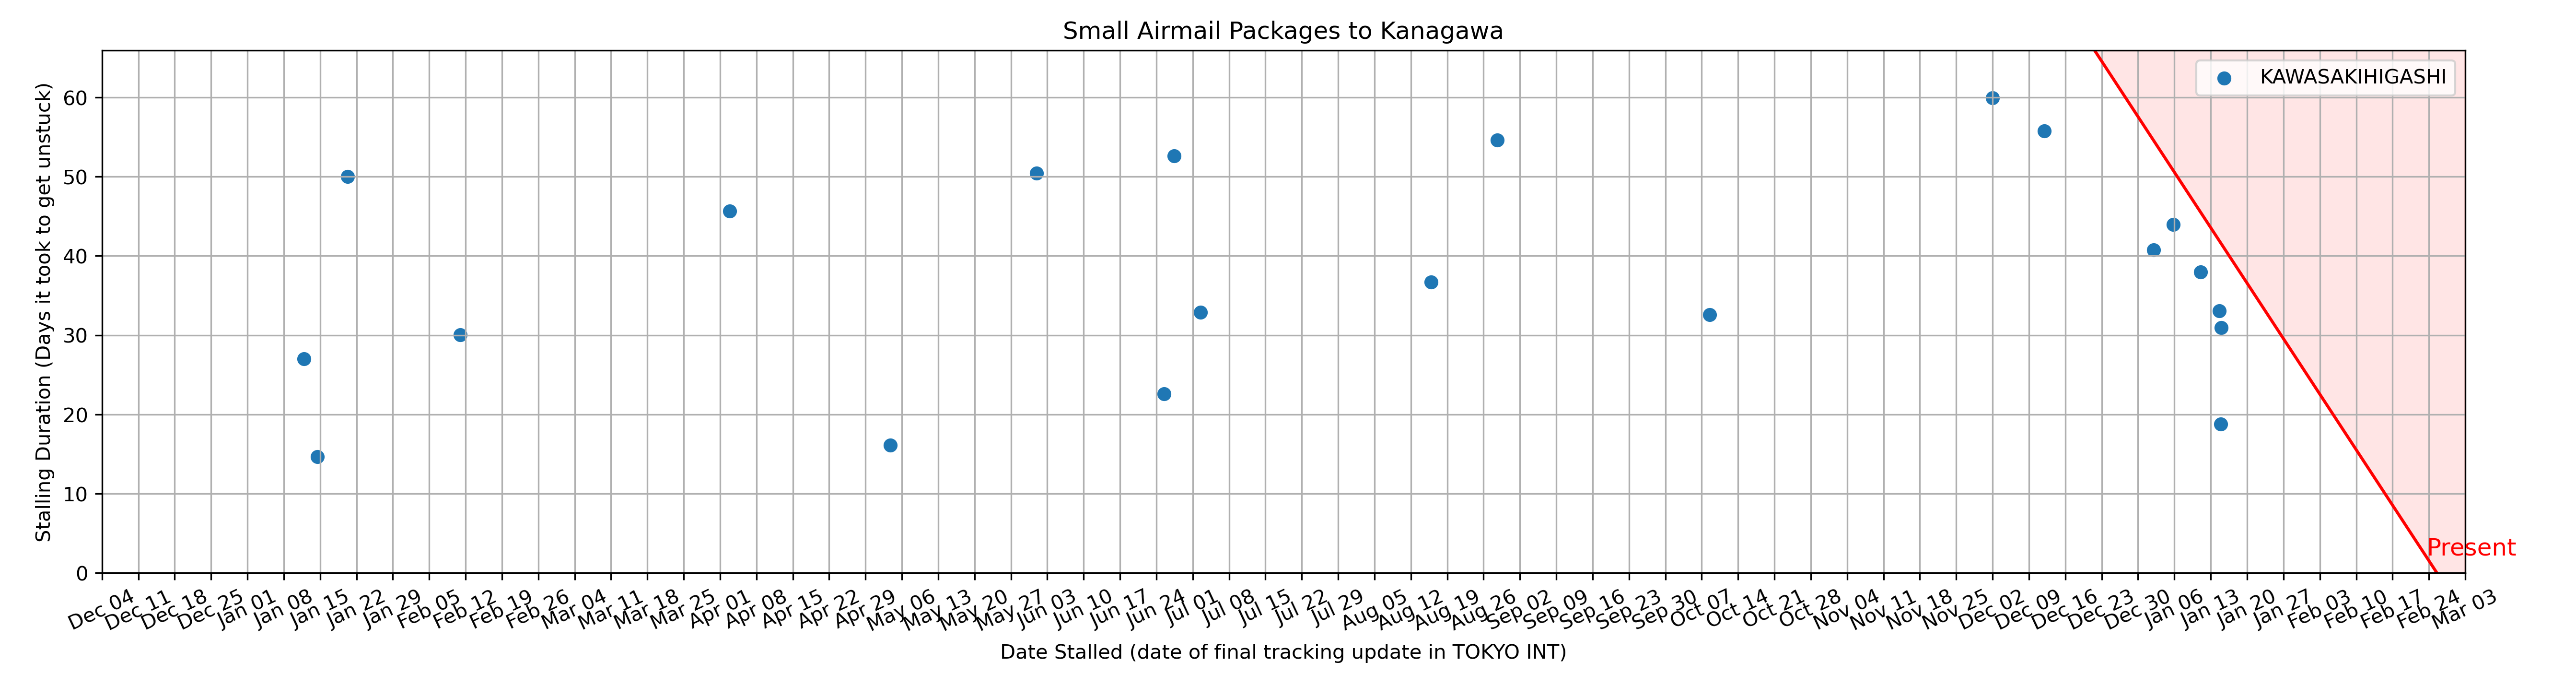 Small Airmail Packages to Kanagawa
KAWASAKIHIGASHI
Stalling Duration (Days it took to get unstuck)
60
50
40
30
20
10
0
Present
Dec 04
Dec 11
Dec 18
Dec 25
Jan 01
Jan 08
Jan 15
Jan 22
Jan 29
Feb 05
Feb 12
Feb 19
Feb 26
Mar 04
Mar 11
Mar 18
Mar 25
Apr 01
Apr 08
Apr 15
Apr 22
Apr 29
May 06
May 13
May 20
May 27
Jun 03
Jun 10
Jun 17
Jun 24
Jul 01
Jul 08
Jul 15
Jul 22
Jul 29
Aug 05
Aug 12
Aug 19
Aug 26
Sep 02
Sep 09
Sep 16
Sep 23
Sep 30
Oct 07
Oct 14
Oct 21
Oct 28
Nov 04
Nov 11
Nov 18
Nov 25
Dec 02
Dec 09
Dec 16
Dec 23
Dec 30
Jan 06
Jan 13
Jan 20
Jan 27
Feb 03
Feb 10
Feb 17
Feb 24
Mar 03
Date Stalled (date of final tracking update in TOKYO INT)